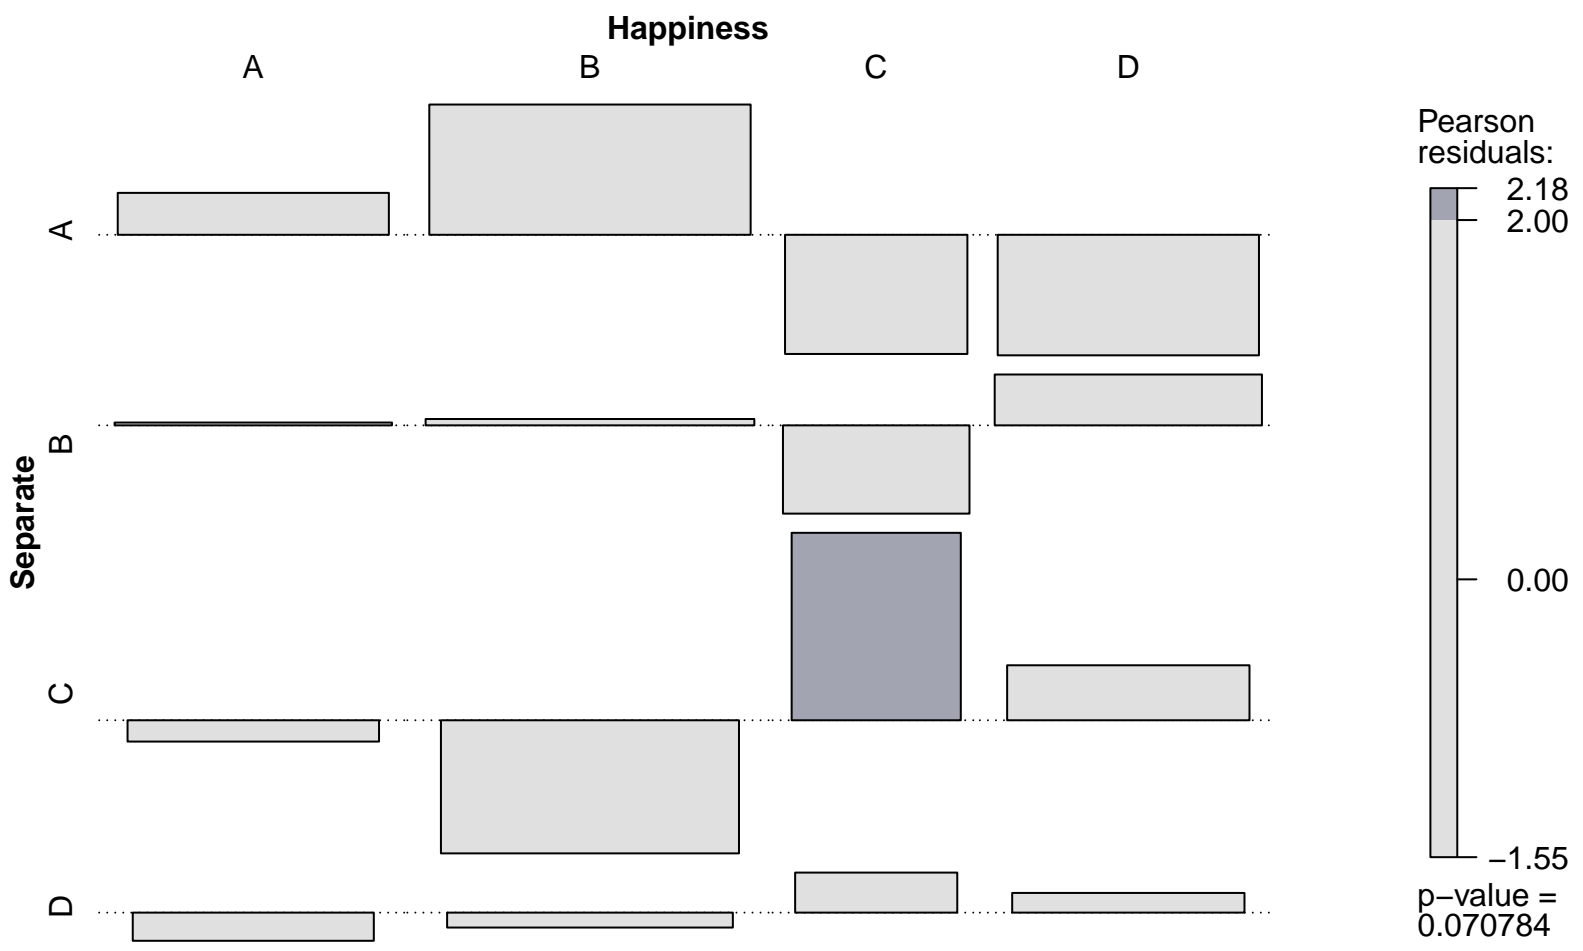 Happiness
A B C D
Pearson
residuals:
2.18
2.00
0.00
−1.55
p−value =
0.070784
Separate
A
B
C
D